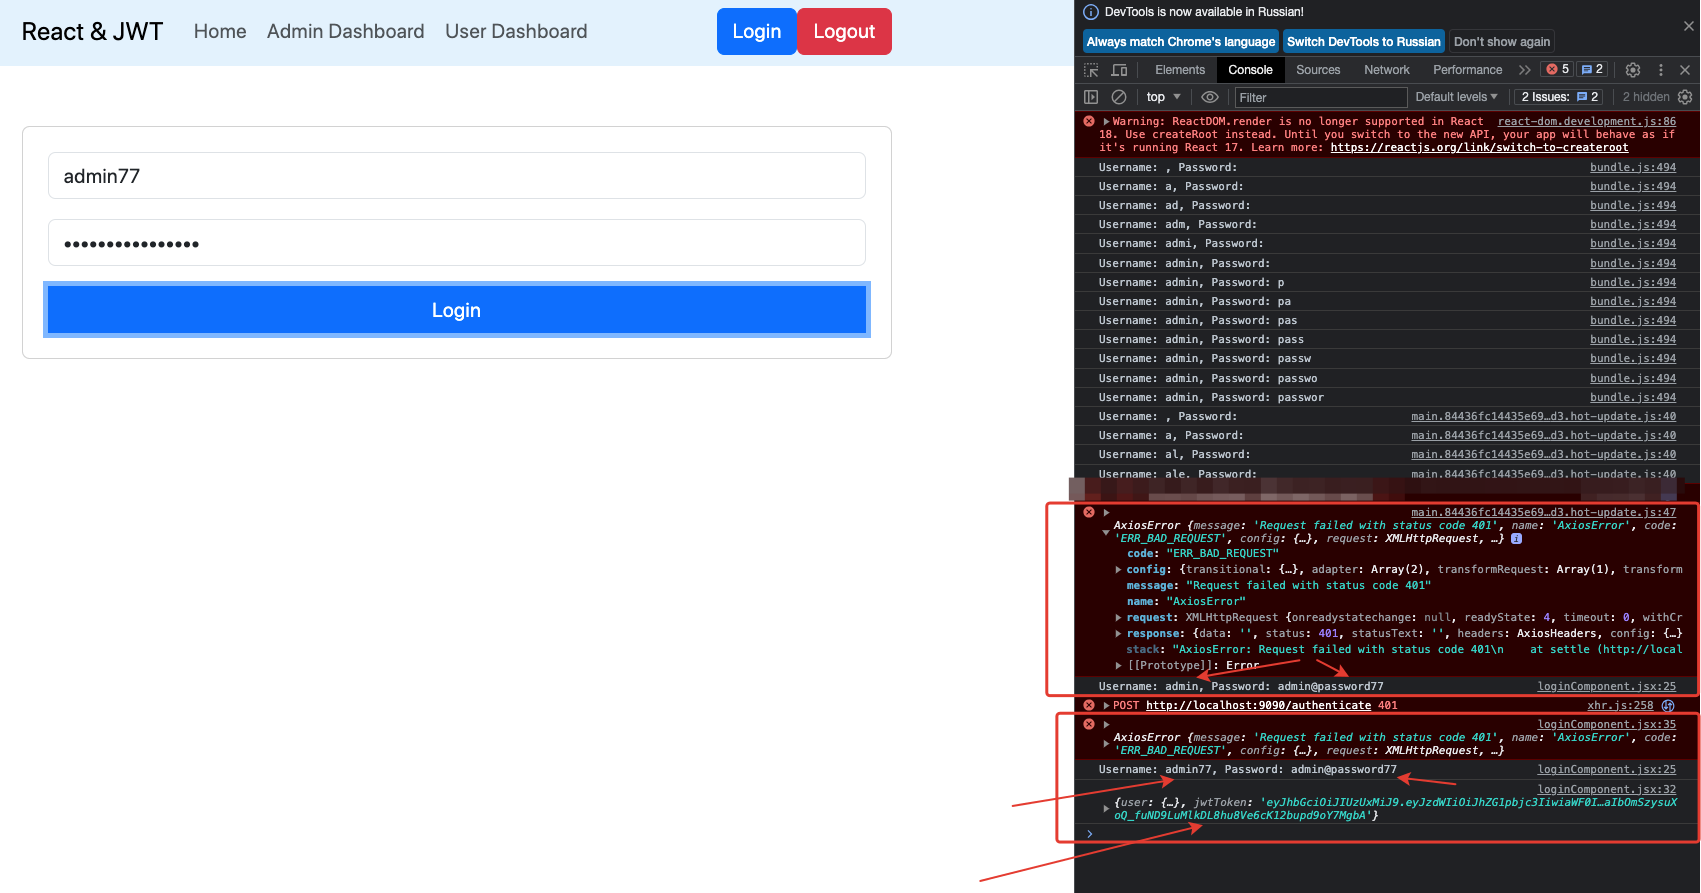 React & JWT Home Admin Dashboard User Dashboard Login Logout
admin77
••••••••••••••••
Login
DevTools is now available in Russian!
Always match Chrome's language Switch DevTools to Russian Don't show again
Elements Console Sources Network Performance 5 2
top Filter Default levels 2 Issues: 2 2 hidden
Warning: ReactDOM.render is no longer supported in React react-dom.development.js:86
18. Use createRoot instead. Until you switch to the new API, your app will behave as if
it's running React 17. Learn more: https://reactjs.org/link/switch-to-createroot
Username: , Password: bundle.js:494
Username: a, Password: bundle.js:494
Username: ad, Password: bundle.js:494
Username: adm, Password: bundle.js:494
Username: admi, Password: bundle.js:494
Username: admin, Password: bundle.js:494
Username: admin, Password: p bundle.js:494
Username: admin, Password: pa bundle.js:494
Username: admin, Password: pas bundle.js:494
Username: admin, Password: pass bundle.js:494
Username: admin, Password: passw bundle.js:494
Username: admin, Password: passwo bundle.js:494
Username: admin, Password: passwor bundle.js:494
Username: , Password: main.84436fc14435e69…d3.hot-update.js:40
Username: a, Password: main.84436fc14435e69…d3.hot-update.js:40
Username: al, Password: main.84436fc14435e69…d3.hot-update.js:40
Username: ale, Password: main.84436fc14435e69…d3.hot-update.js:40
main.84436fc14435e69…d3.hot-update.js:47
AxiosError {message: 'Request failed with status code 401', name: 'AxiosError', code:
'ERR_BAD_REQUEST', config: {…}, request: XMLHttpRequest, …} i
code: "ERR_BAD_REQUEST"
config: {transitional: {…}, adapter: Array(2), transformRequest: Array(1), transform
message: "Request failed with status code 401"
name: "AxiosError"
request: XMLHttpRequest {onreadystatechange: null, readyState: 4, timeout: 0, withCr
response: {data: '', status: 401, statusText: '', headers: AxiosHeaders, config: {…}
stack: "AxiosError: Request failed with status code 401\n    at settle (http://local
[[Prototype]]: Error
Username: admin, Password: admin@password77 loginComponent.jsx:25
POST http://localhost:9090/authenticate 401 xhr.js:258
loginComponent.jsx:35
AxiosError {message: 'Request failed with status code 401', name: 'AxiosError', code:
'ERR_BAD_REQUEST', config: {…}, request: XMLHttpRequest, …}
Username: admin77, Password: admin@password77 loginComponent.jsx:25
loginComponent.jsx:32
{user: {…}, jwtToken: 'eyJhbGciOiJIUzUxMiJ9.eyJzdWIiOiJhZG1pbjc3IiwiaWF0I…aIbOmSzysuX
oQ_fuND9LuMlkDL8hu8Ve6cK12bupd9oY7MgbA'}